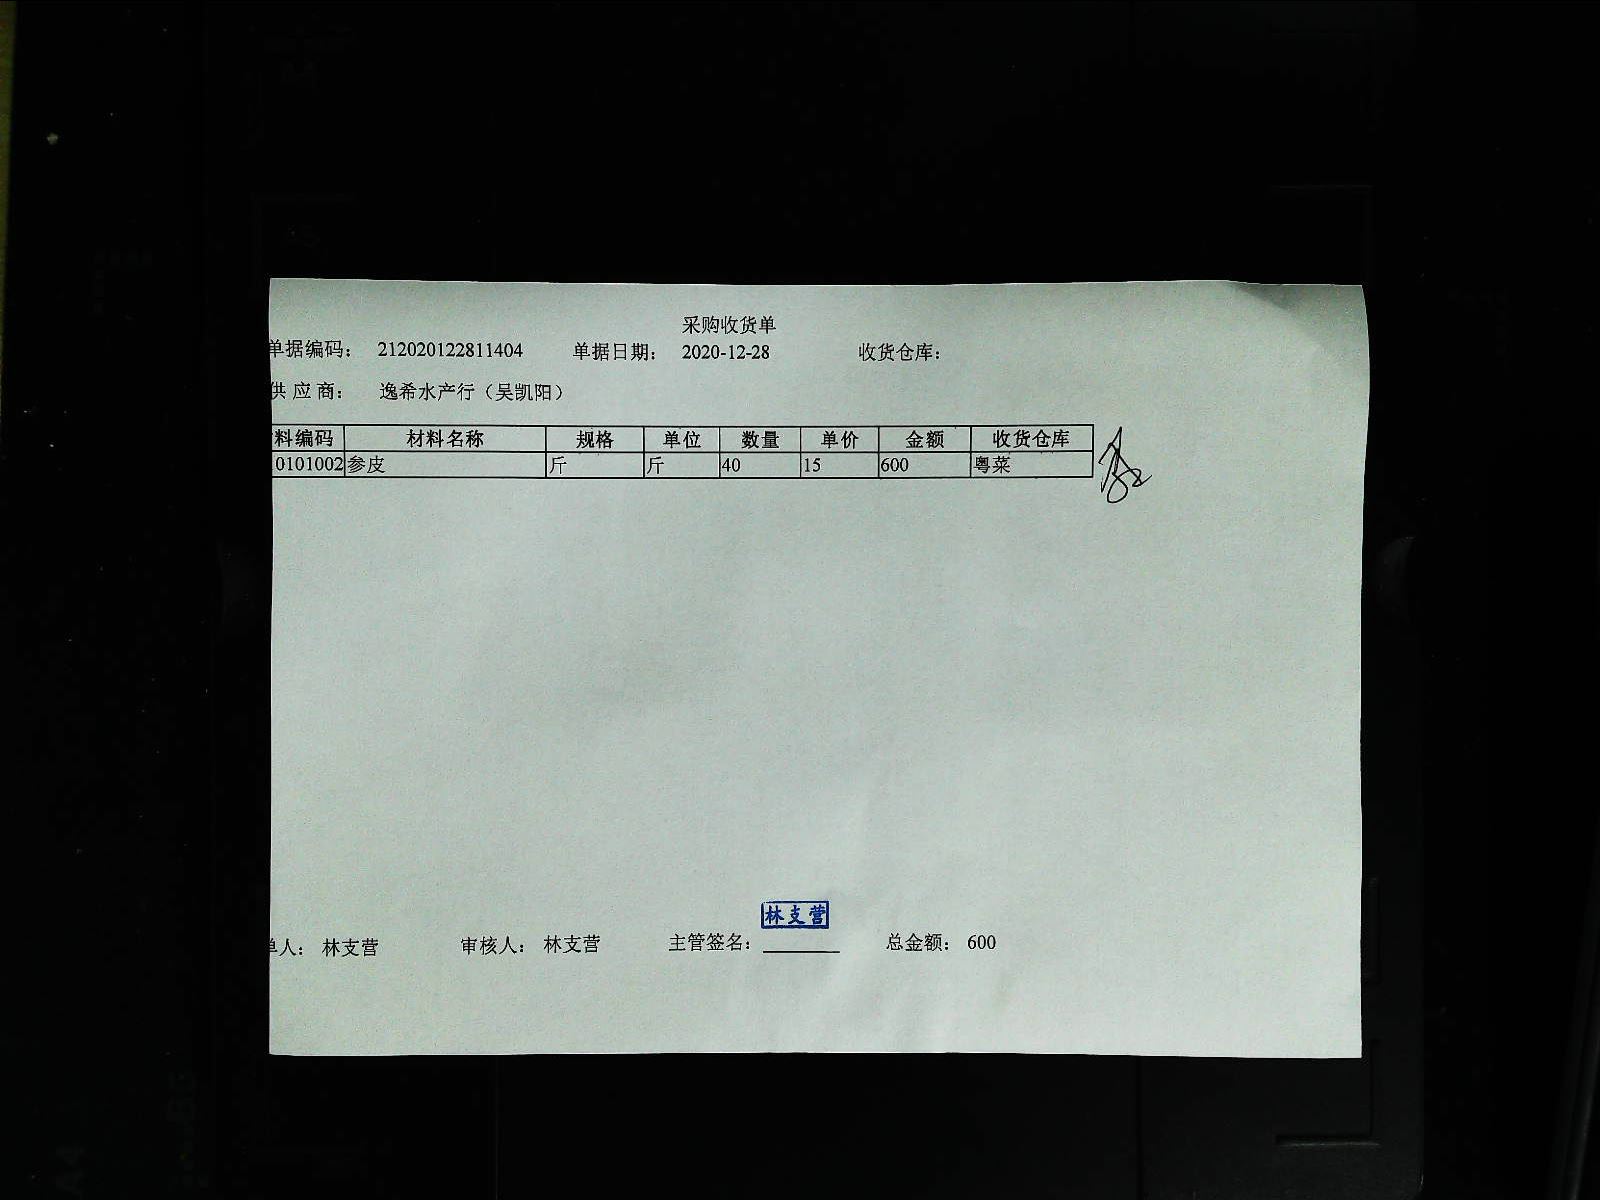 采购收货单
单据编码： 212020122811404 单据日期： 2020-12-28 收货仓库：
供 应 商： 逸希水产行（吴凯阳）
料编码 材料名称 规格 单位 数量 单价 金额 收货仓库
0101002 参皮 斤 斤 40 15 600 粤菜
林支营
单人： 林支营 审核人： 林支营 主管签名： 总金额： 600